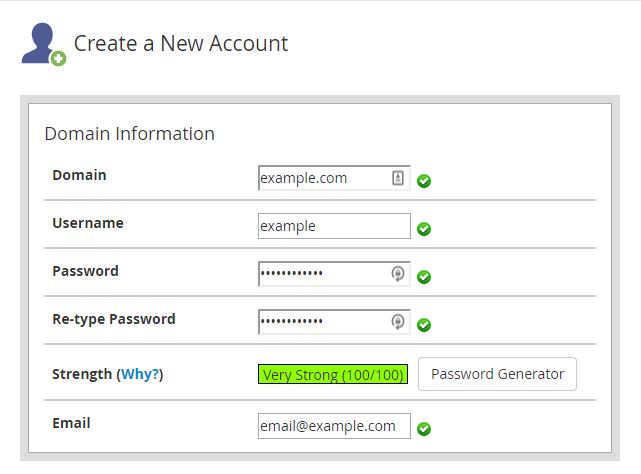 Create a New Account
Domain Information
Domain example.com
Username example
Password ••••••••••••
Re-type Password ••••••••••••
Strength (Why?) Very Strong (100/100) Password Generator
Email email@example.com